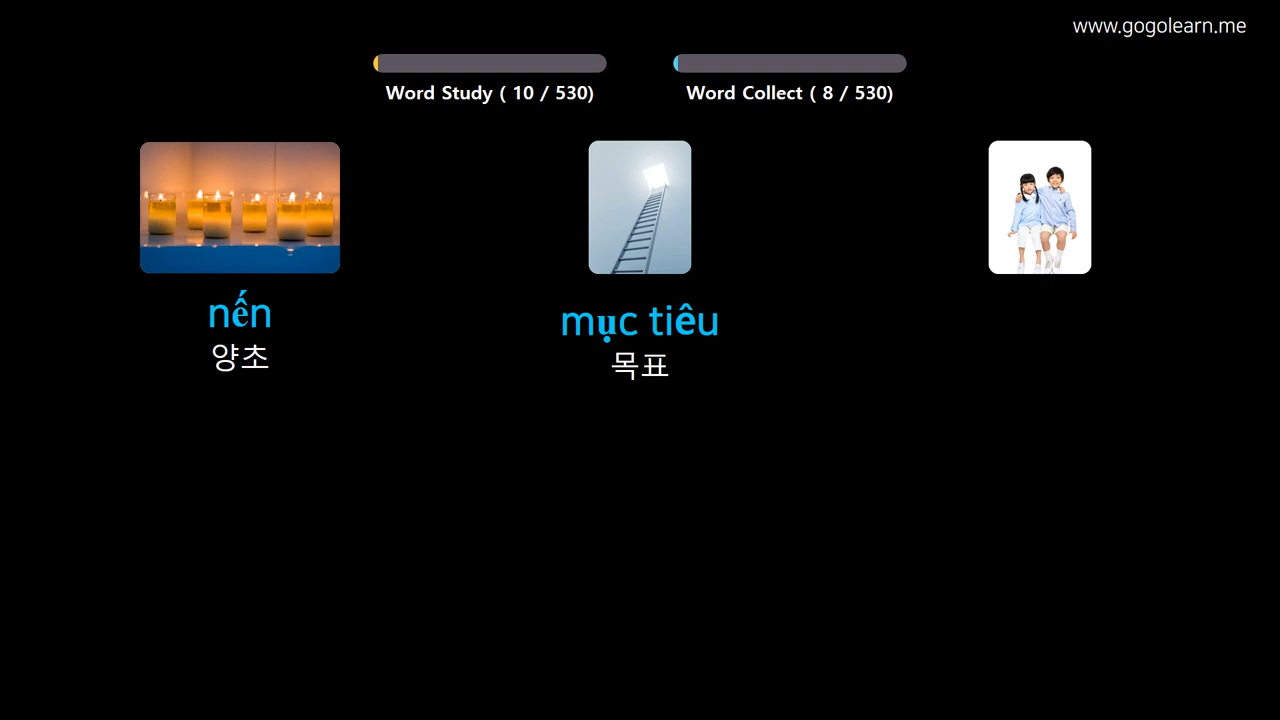 www.gogolearn.me
Word Study ( 10 / 530)
Word Collect ( 8 / 530)
nến
양초
mục tiêu
목표